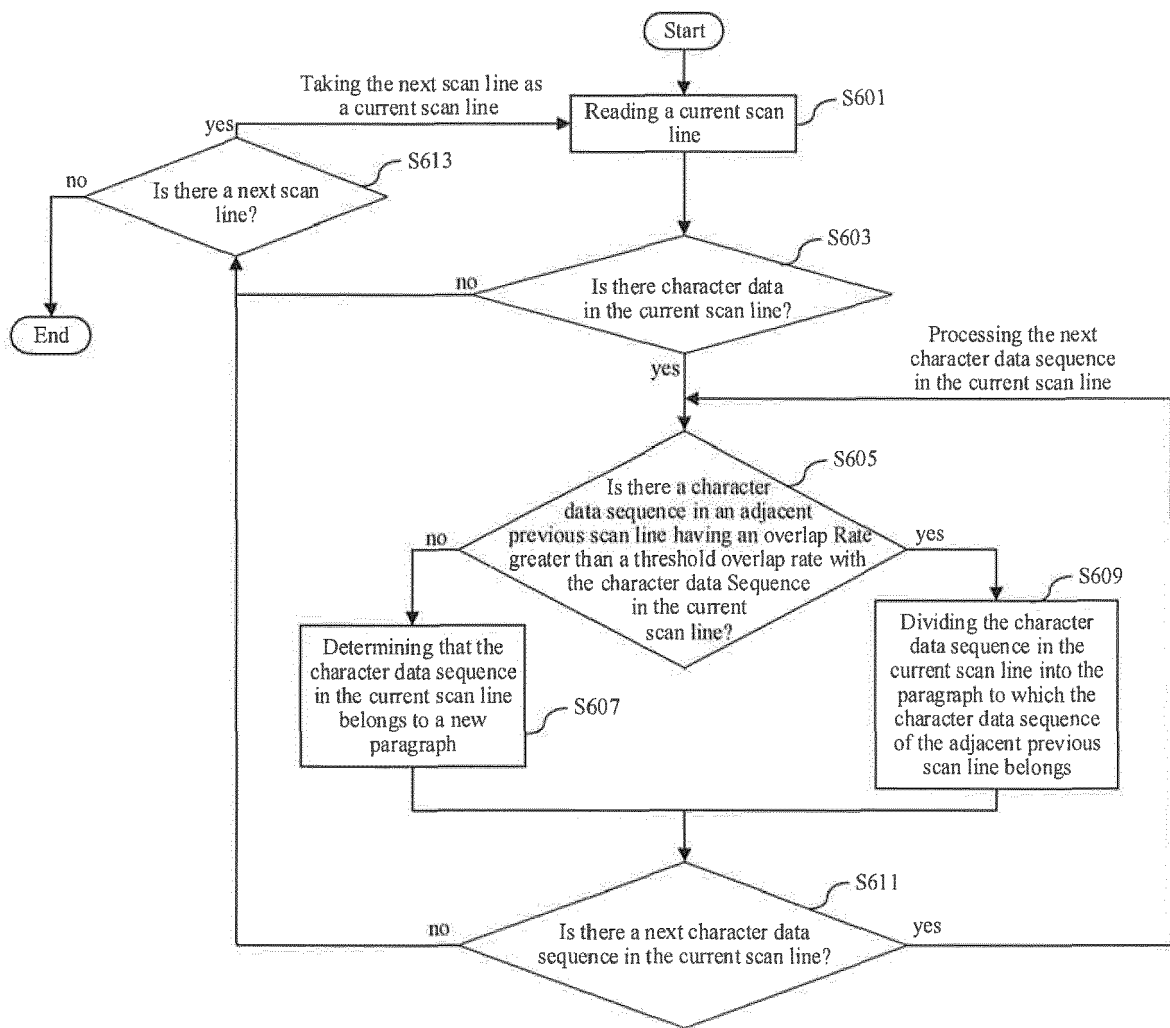 Start
Taking the next scan line as
a current scan line
S601
Reading a current scan
line
yes
S613
no
Is there a next scan
line?
S603
no
Is there character data
in the current scan line?
End
yes
Processing the next
character data sequence
in the current scan line
S605
Is there a character
data sequence in an adjacent
previous scan line having an overlap Rate
greater than a threshold overlap rate with
the character data Sequence
in the current
scan line?
no
yes
S609
Determining that the
character data sequence
in the current scan line
belongs to a new
paragraph
S607
Dividing the character
data sequence in the
current scan line into the
paragraph to which the
character data sequence
of the adjacent previous
scan line belongs
S611
no
Is there a next character data
sequence in the current scan line?
yes